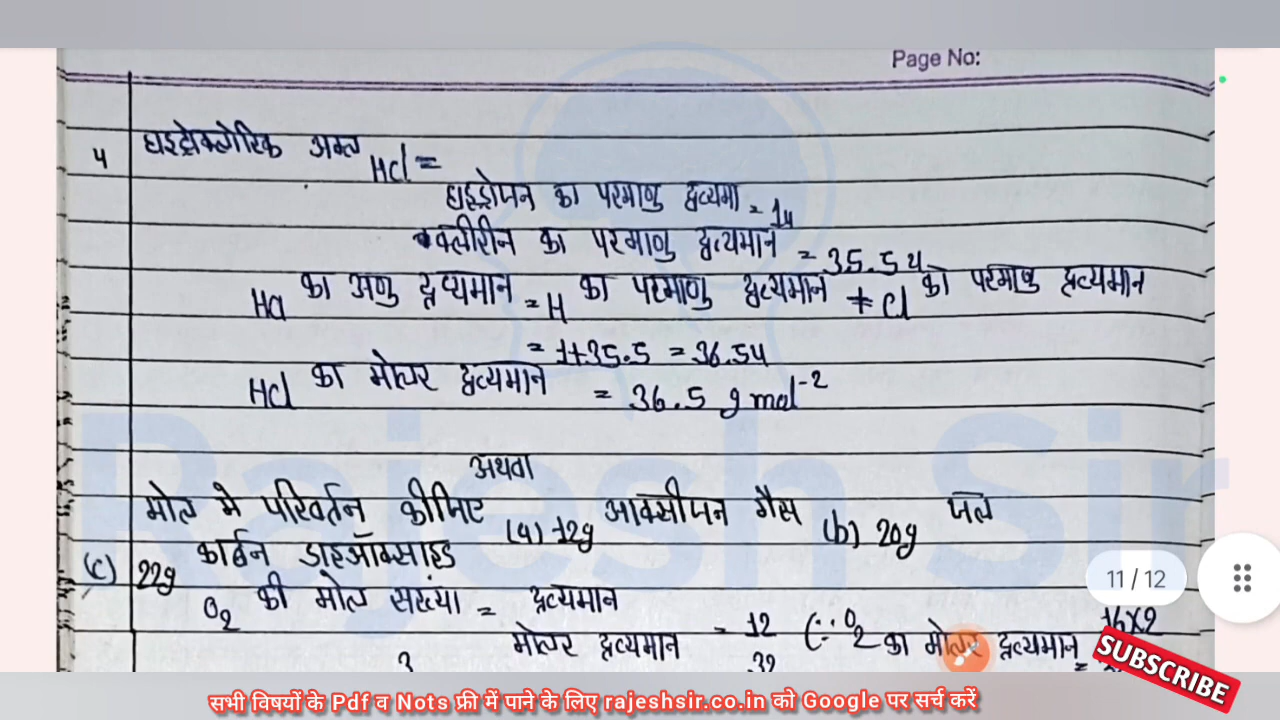 Page No:
4 हाइड्रोक्लोरिक अम्ल HCl =
हाइड्रोजन का परमाणु द्रव्यमा = 1u
क्लोरीन का परमाणु द्रव्यमान = 35.5u
HCl का अणु द्रव्यमान = H का परमाणु द्रव्यमान + Cl का परमाणु द्रव्यमान
= 1+35.5 = 36.5u
HCl का मोलर द्रव्यमान = 36.5 g mol⁻²
अथवा
मोल मे परिवर्तन कीजिए (a) 12g आक्सीजन गैस (b) 20g जल
(c) 22g कार्बन डाइऑक्साइड
O₂ की मोल संख्या = द्रव्यमान
मोलर द्रव्यमान = 12 (∵ O₂ का मोलर द्रव्यमान 16×2
3 32
11 / 12
SUBSCRIBE
Rajesh Sir
सभी विषयों के Pdf व Nots फ्री में पाने के लिए rajeshsir.co.in को Google पर सर्च करें